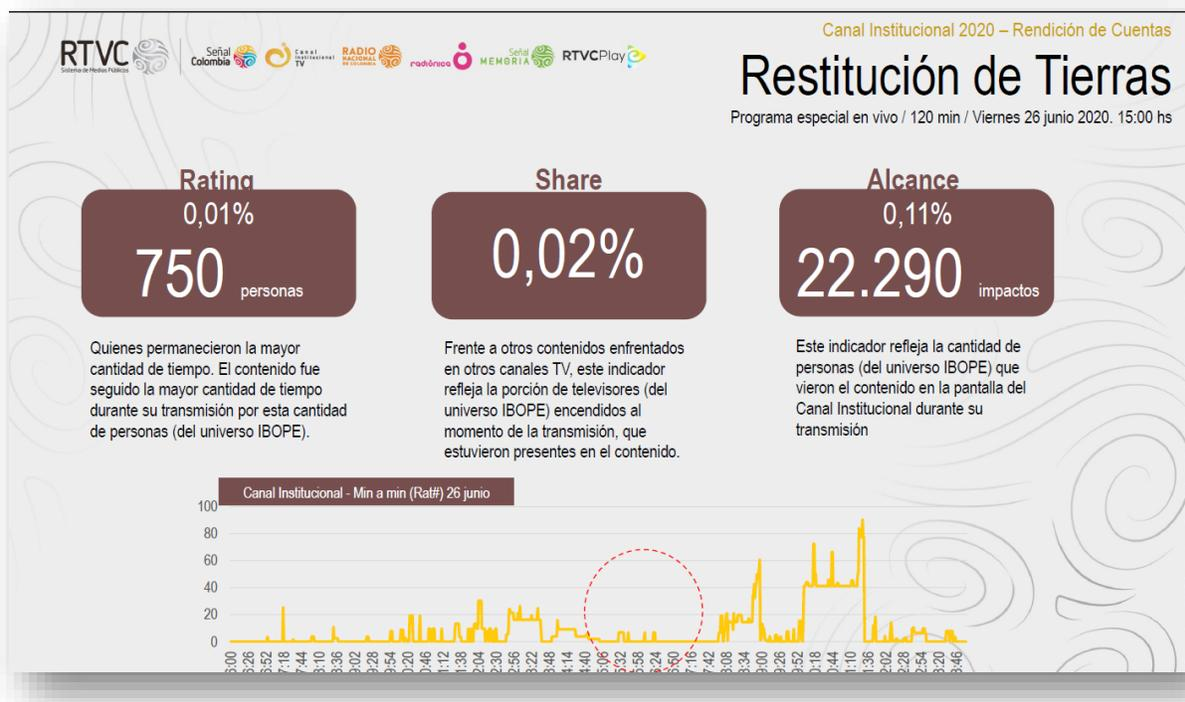 Canal Institucional 2020 – Rendición de Cuentas
RTVC
Sistema de Medios Públicos
Señal
Colombia
Canal
Institucional
TV
RADIO
NACIONAL
DE COLOMBIA
radiónica
Señal
MEMORIA
RTVCPlay
Restitución de Tierras
Programa especial en vivo / 120 min / Viernes 26 junio 2020. 15:00 hs
Rating
0,01%
750 personas
Share
0,02%
Alcance
0,11%
22.290 impactos
Quienes permanecieron la mayor
cantidad de tiempo. El contenido fue
seguido la mayor cantidad de tiempo
durante su transmisión por esta cantidad
de personas (del universo IBOPE).
Frente a otros contenidos enfrentados
en otros canales TV, este indicador
refleja la porción de televisores (del
universo IBOPE) encendidos al
momento de la transmisión, que
estuvieron presentes en el contenido.
Este indicador refleja la cantidad de
personas (del universo IBOPE) que
vieron el contenido en la pantalla del
Canal Institucional durante su
transmisión
Canal Institucional - Min a min (Rat#) 26 junio
100
80
60
40
20
0